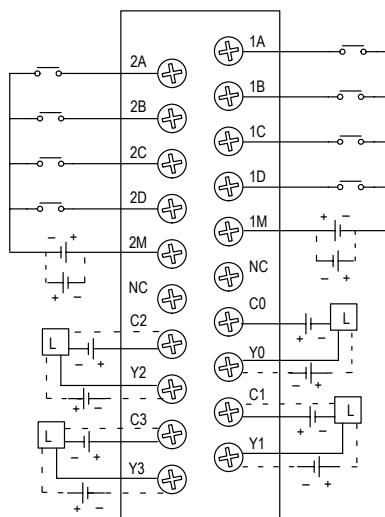 2A
1A
2B
1B
2C
1C
2D
1D
2M
1M
+
−
−
+
+
−
−
+
NC
NC
C2
C0
L
L
+
−
−
+
Y2
Y0
−
+
+
−
C3
C1
L
L
+
−
−
+
Y3
Y1
−
+
+
−